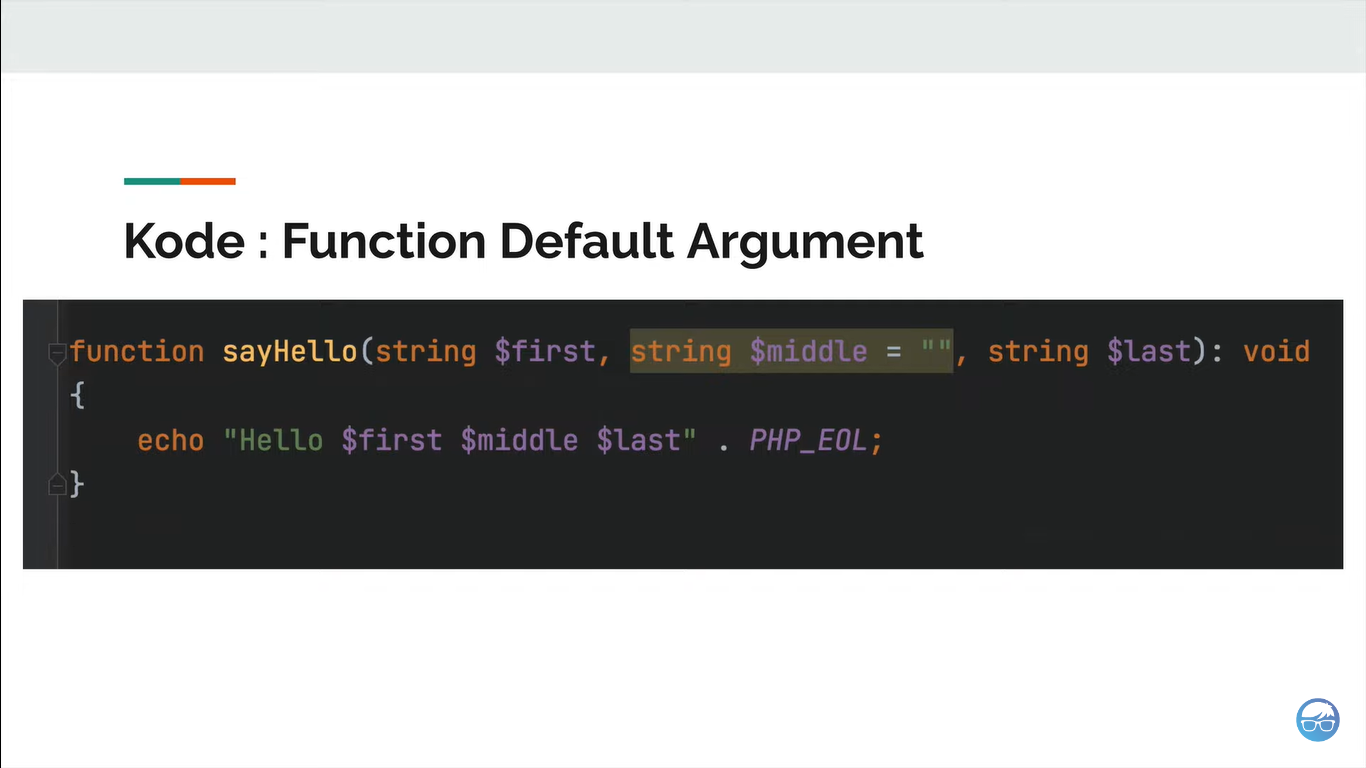 Kode : Function Default Argument
function sayHello(string $first, string $middle = "", string $last): void
{
    echo "Hello $first $middle $last" . PHP_EOL;
}